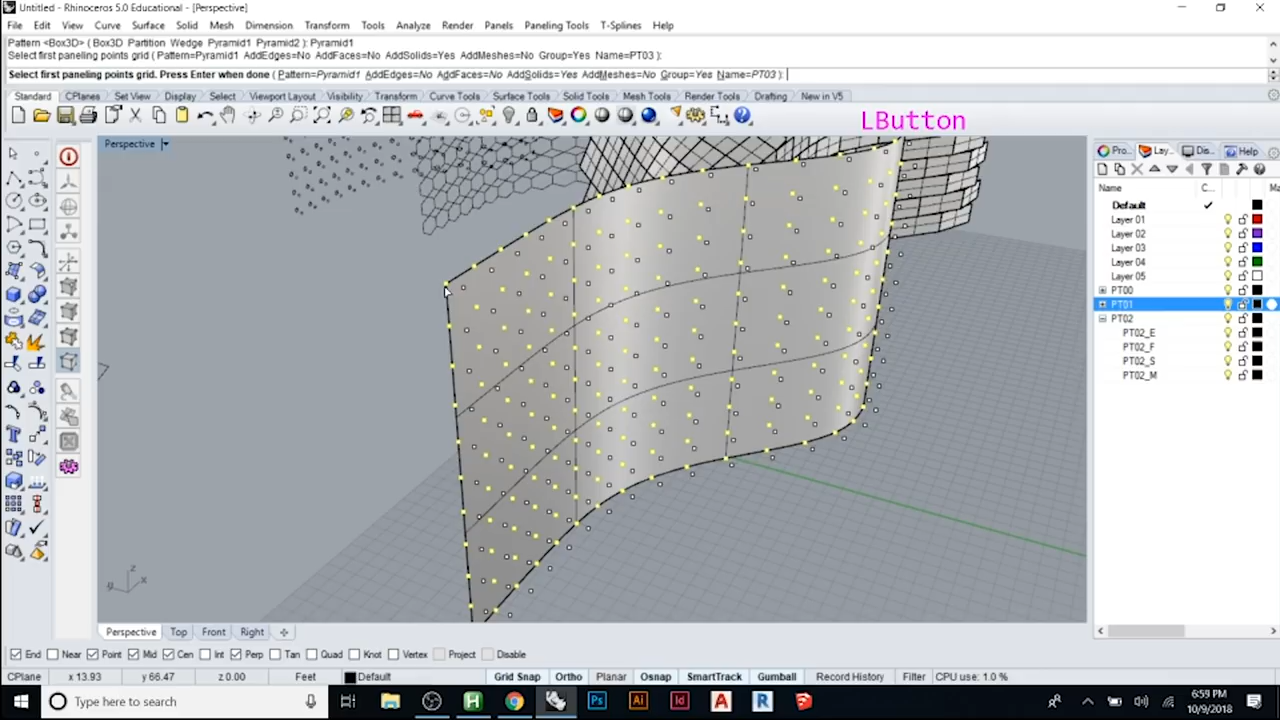 Untitled - Rhinoceros 5.0 Educational - [Perspective]
File Edit View Curve Surface Solid Mesh Dimension Transform Tools Analyze Render Panels Paneling Tools T-Splines Help
Pattern <Box3D> ( Box3D Partition Wedge Pyramid1 Pyramid2 ): Pyramid1
Select first paneling points grid ( Pattern=Pyramid1 AddEdges=No AddFaces=No AddSolids=Yes AddMeshes=No Group=Yes Name=PT03 ):
Select first paneling points grid. Press Enter when done ( Pattern=Pyramid1 AddEdges=No AddFaces=No AddSolids=Yes AddMeshes=No Group=Yes Name=PT03 ):
Standard CPlanes Set View Display Select Viewport Layout Visibility Transform Curve Tools Surface Tools Solid Tools Mesh Tools Render Tools Drafting New in V5
LButton
Perspective
Pro... Lay... Dis... Help
Name C... Ma
Default
Layer 01
Layer 02
Layer 03
Layer 04
Layer 05
PT00
PT01
PT02
PT02_E
PT02_F
PT02_S
PT02_M
z
y x
Perspective Top Front Right
End Near Point Mid Cen Int Perp Tan Quad Knot Vertex Project Disable
CPlane x 13.93 y 66.47 z 0.00 Feet Default Grid Snap Ortho Planar Osnap SmartTrack Gumball Record History Filter CPU use: 1.0 %
Type here to search
Ps Ai Id A R
6:59 PM
10/9/2018